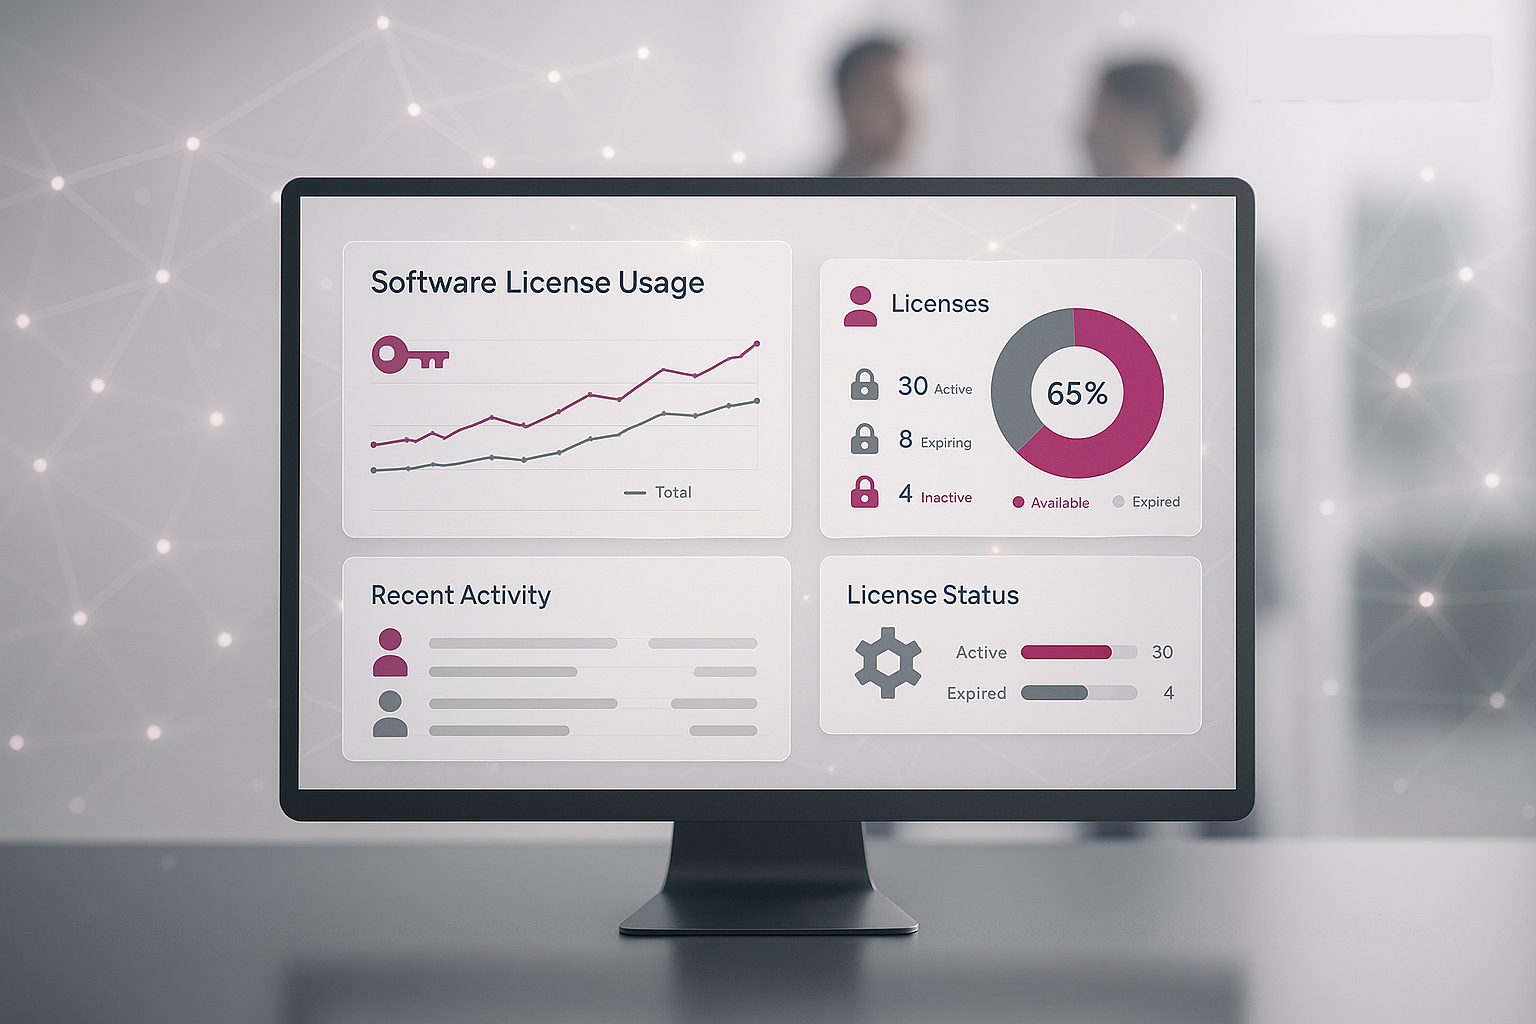 Software License Usage
Total
Licenses
30 Active
8 Expiring
4 Inactive
65%
Available
Expired
Recent Activity
License Status
Active 30
Expired 4